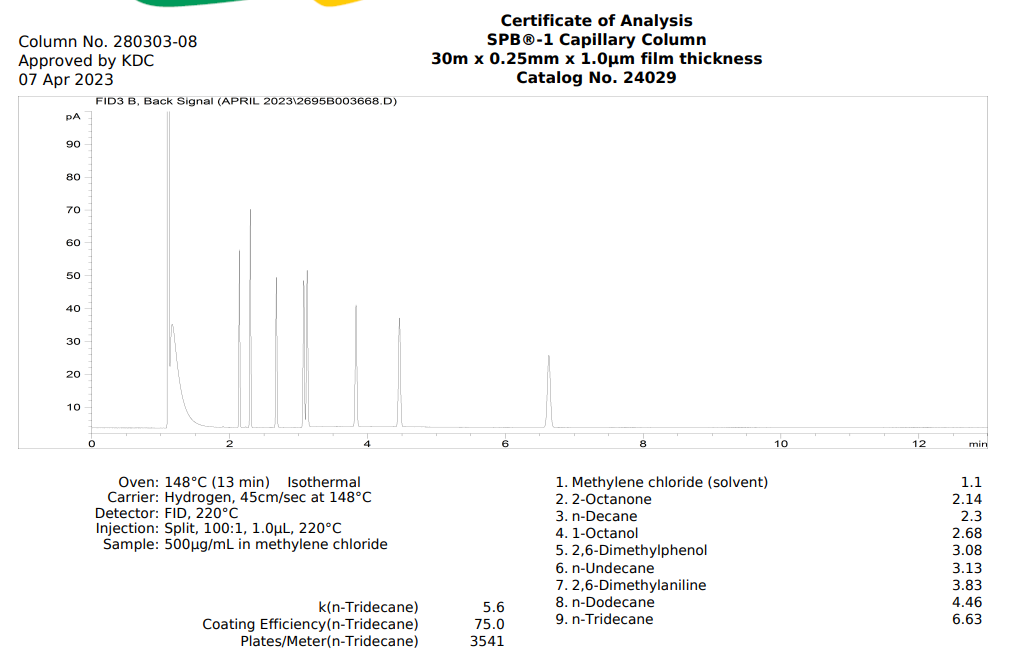 Certificate of Analysis
SPB®-1 Capillary Column
30m x 0.25mm x 1.0µm film thickness
Catalog No. 24029
Column No. 280303-08
Approved by KDC
07 Apr 2023
FID3 B, Back Signal (APRIL 2023\2695B003668.D)
pA
90
80
70
60
50
40
30
20
10
0 2 4 6 8 10 12 min
Oven: 148°C (13 min) Isothermal
Carrier: Hydrogen, 45cm/sec at 148°C
Detector: FID, 220°C
Injection: Split, 100:1, 1.0µL, 220°C
Sample: 500µg/mL in methylene chloride
k(n-Tridecane) 5.6
Coating Efficiency(n-Tridecane) 75.0
Plates/Meter(n-Tridecane) 3541
1. Methylene chloride (solvent) 1.1
2. 2-Octanone 2.14
3. n-Decane 2.3
4. 1-Octanol 2.68
5. 2,6-Dimethylphenol 3.08
6. n-Undecane 3.13
7. 2,6-Dimethylaniline 3.83
8. n-Dodecane 4.46
9. n-Tridecane 6.63